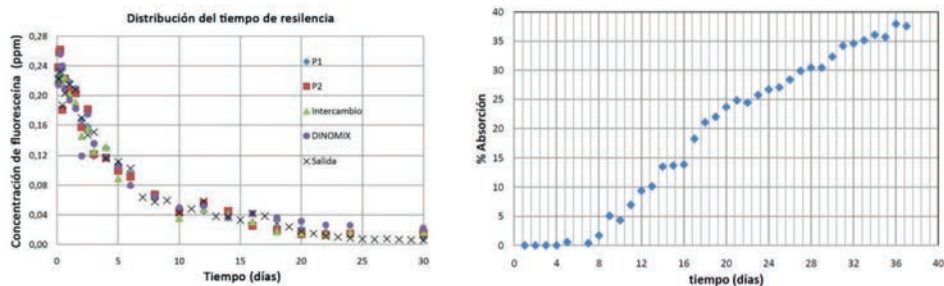 Distribución del tiempo de resilencia
Concentración de fluoresceína (ppm)
0,28
0,24
0,20
0,16
0,12
0,08
0,04
0,00
0 5 10 15 20 25 30
Tiempo (días)
P1
P2
Intercambio
DINOMIX
Salida
% Absorción
40
35
30
25
20
15
10
5
0
0 4 8 12 16 20 24 28 32 36 40
tiempo (días)